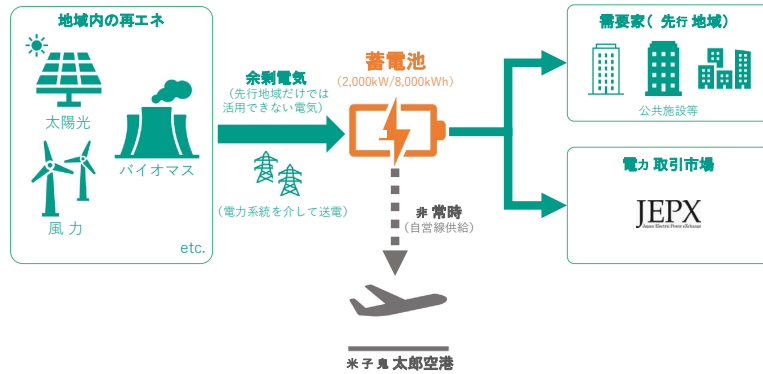 地域内の再エネ
太陽光
バイオマス
風力
etc.
余剰電気
(先行地域だけでは
活用できない電気)
(電力系統を介して送電)
蓄電池
(2,000kW/8,000kWh)
非常時
(自営線供給)
米子鬼太郎空港
需要家(先行地域)
公共施設等
電力取引市場
JEPX
Japan Electric Power eXchange